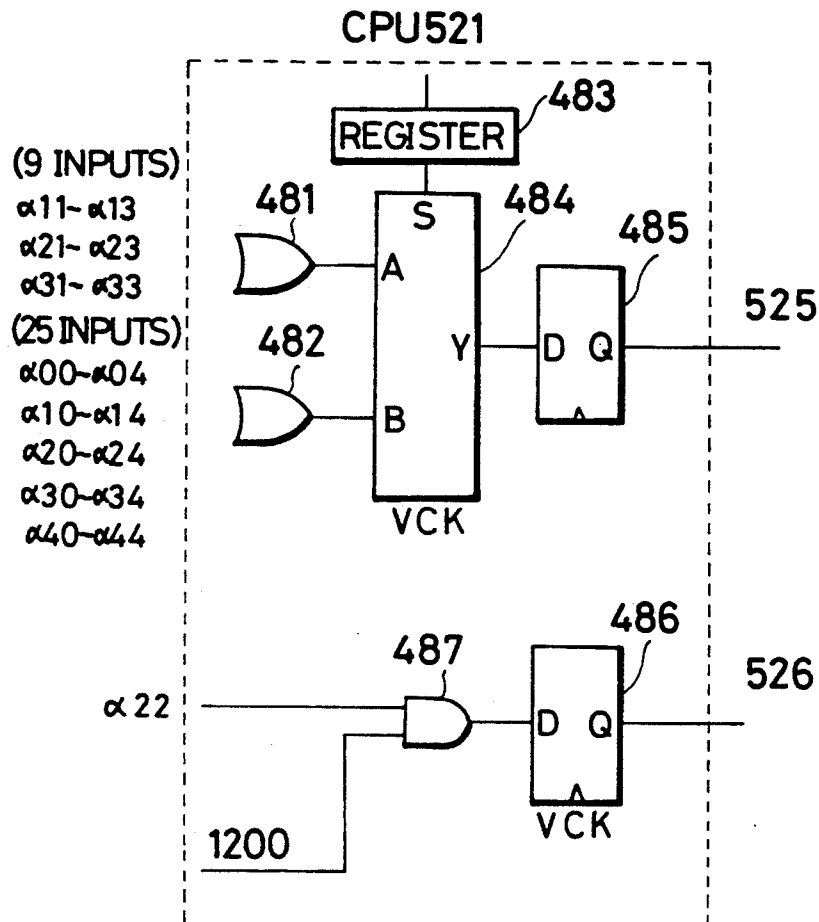 CPU521
483
REGISTER
(9 INPUTS)
α11~α13
α21~α23
α31~α33
(25 INPUTS)
α00~α04
α10~α14
α20~α24
α30~α34
α40~α44
481
482
S
A
B
Y
484
VCK
485
D Q
525
487
486
α22
D Q
526
VCK
1200